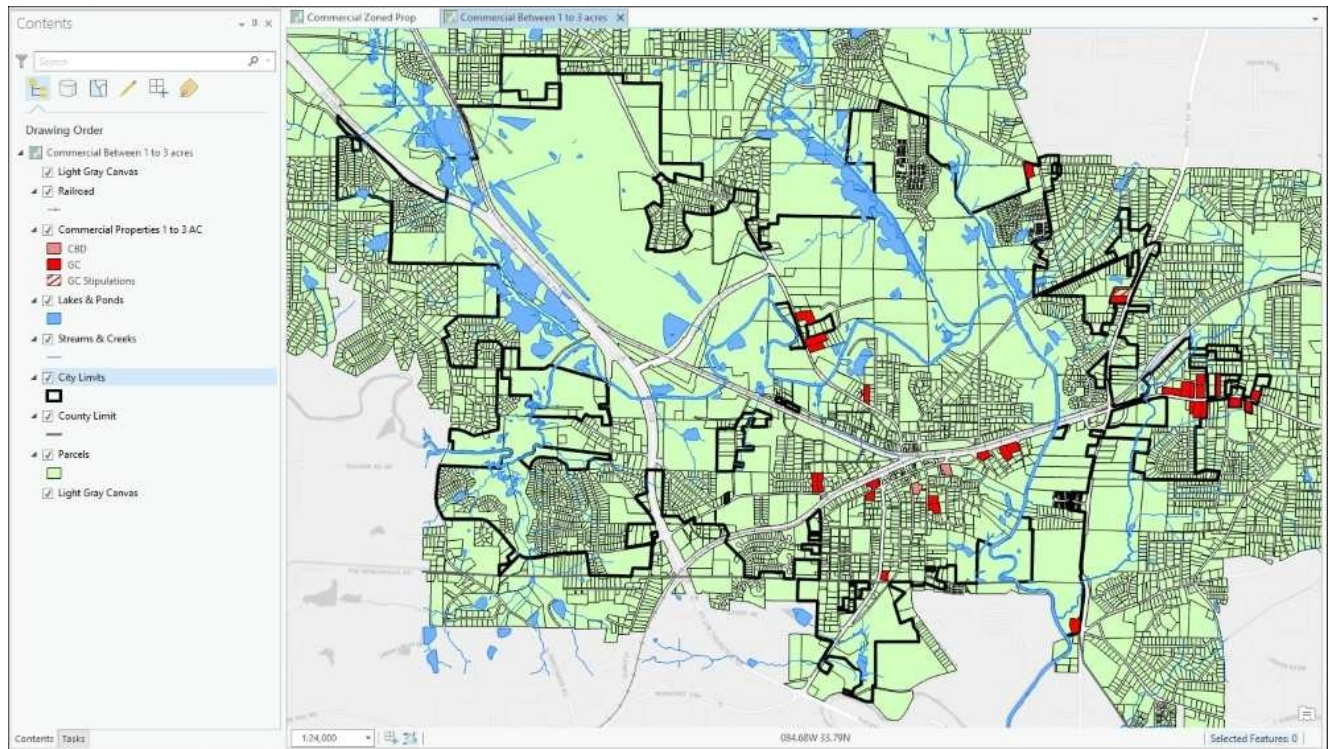 Contents
Search
Drawing Order
Commercial Between 1 to 3 acres
Light Gray Canvas
Railroad
Commercial Properties 1 to 3 AC
CBD
GC
GC Stipulations
Lakes & Ponds
Streams & Creeks
City Limits
County Limit
Parcels
Light Gray Canvas
Contents Tasks
Commercial Zoned Prop
Commercial Between 1 to 3 acres
1:24,000
084.68W 33.79N
Selected Features: 0